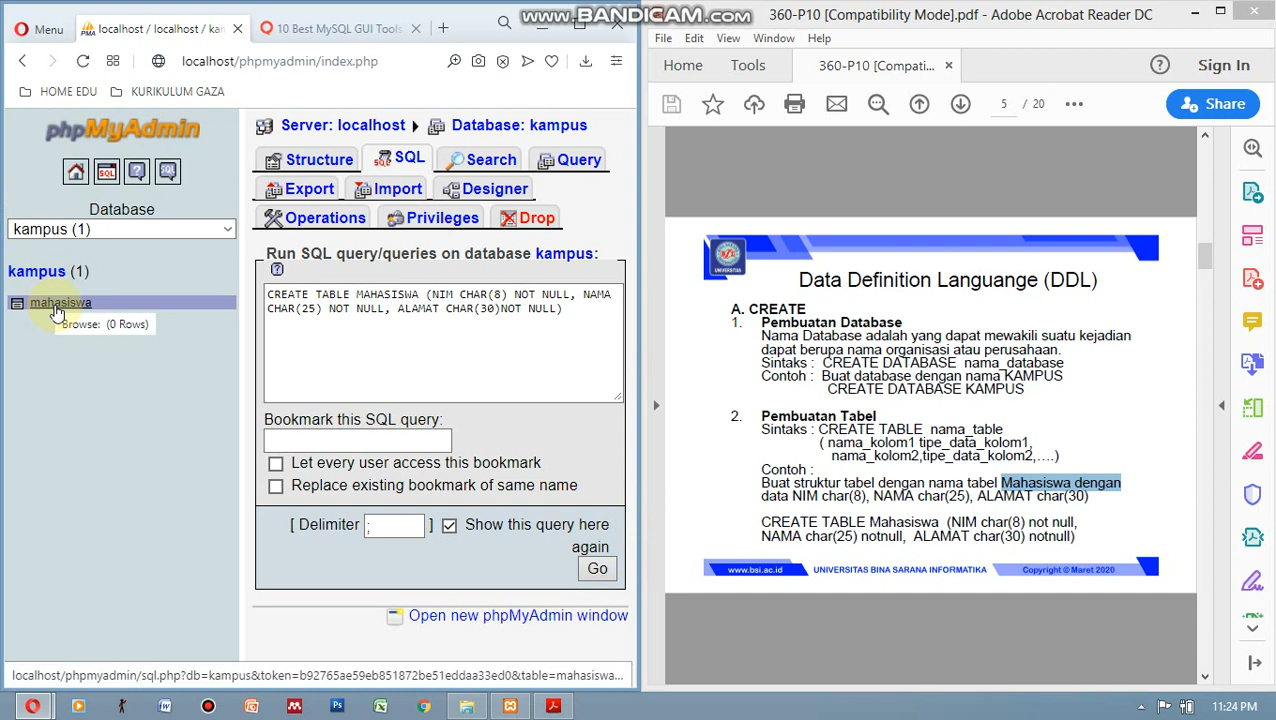 Menu
localhost / localhost / kan
10 Best MySQL GUI Tools
www.BANDICAM.com
360-P10 [Compatibility Mode].pdf - Adobe Acrobat Reader DC
localhost/phpmyadmin/index.php
File Edit View Window Help
HOME EDU
KURIKULUM GAZA
Home Tools
360-P10 [Compati...
Sign In
5 / 20
Share
phpMyAdmin
SQL
Database
kampus (1)
kampus (1)
mahasiswa
Browse: (0 Rows)
Server: localhost
Database: kampus
Structure
SQL
Search
Query
Export
Import
Designer
Operations
Privileges
Drop
Run SQL query/queries on database kampus:
CREATE TABLE MAHASISWA (NIM CHAR(8) NOT NULL, NAMA
CHAR(25) NOT NULL, ALAMAT CHAR(30)NOT NULL)
Bookmark this SQL query:
Let every user access this bookmark
Replace existing bookmark of same name
[ Delimiter ; ] Show this query here
again
Go
Open new phpMyAdmin window
localhost/phpmyadmin/sql.php?db=kampus&token=b92765ae59eb851872be51eddaa33ed0&table=mahasiswa...
UNIVERSITAS
Data Definition Languange (DDL)
A. CREATE
1. Pembuatan Database
Nama Database adalah yang dapat mewakili suatu kejadian
dapat berupa nama organisasi atau perusahaan.
Sintaks : CREATE DATABASE nama_database
Contoh : Buat database dengan nama KAMPUS
CREATE DATABASE KAMPUS
2. Pembuatan Tabel
Sintaks : CREATE TABLE nama_table
( nama_kolom1 tipe_data_kolom1,
nama_kolom2,tipe_data_kolom2,....)
Contoh :
Buat struktur tabel dengan nama tabel Mahasiswa dengan
data NIM char(8), NAMA char(25), ALAMAT char(30)
CREATE TABLE Mahasiswa (NIM char(8) not null,
NAMA char(25) notnull, ALAMAT char(30) notnull)
www.bsi.ac.id
UNIVERSITAS BINA SARANA INFORMATIKA
Copyright © Maret 2020
11:24 PM